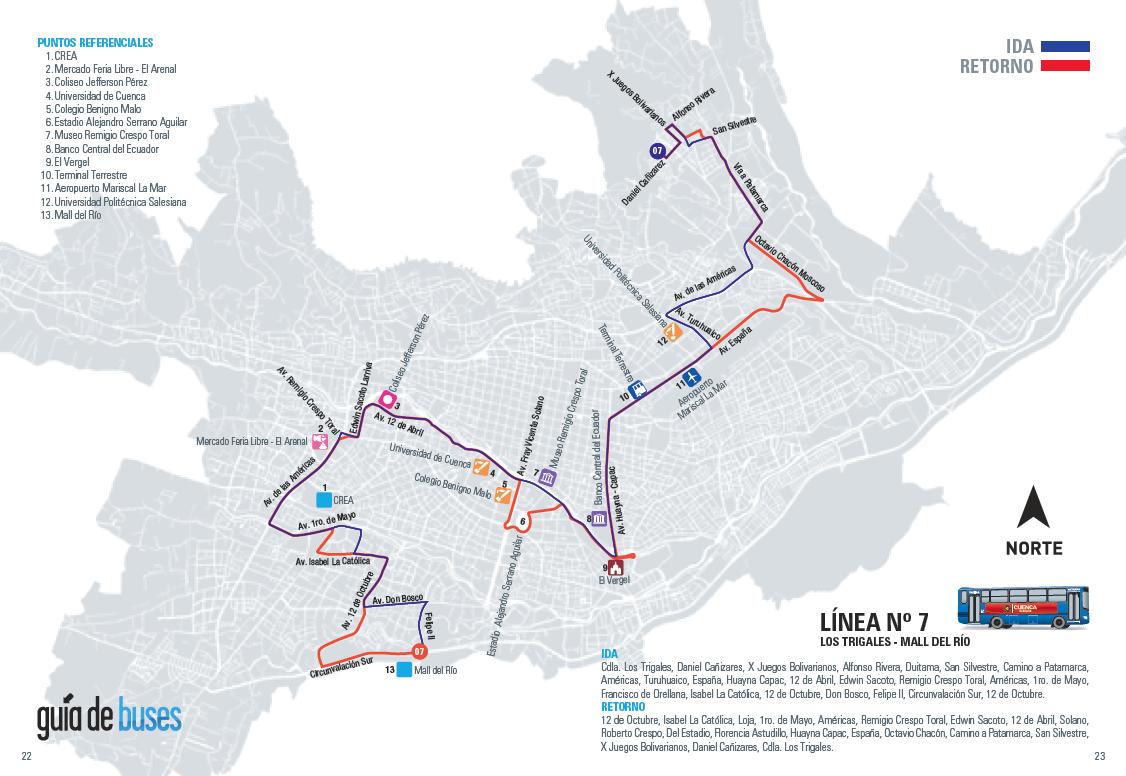 PUNTOS REFERENCIALES
1. CREA
2. Mercado Feria Libre - El Arenal
3. Coliseo Jefferson Pérez
4. Universidad de Cuenca
5. Colegio Benigno Malo
6. Estadio Alejandro Serrano Aguilar
7. Museo Remigio Crespo Toral
8. Banco Central del Ecuador
9. El Vergel
10. Terminal Terrestre
11. Aeropuerto Mariscal La Mar
12. Universidad Politécnica Salesiana
13. Mall del Río
IDA
RETORNO
X Juegos Bolivarianos
Alfonso Rivera
San Silvestre
07
Daniel Cañizarez
Vía a Patamarca
Octavio Chacón Moscoso
Universidad Politécnica Salesiana
Av. de las Américas
Av. Turuhuaico
12
Av. España
Terminal Terrestre
10
11
Aeropuerto
Mariscal La Mar
Coliseo Jefferson Pérez
3
Edwin Sacoto Larriva
Av. Remigio Crespo Toral
2
Mercado Feria Libre - El Arenal
Av. 12 de Abril
Av. Fray Vicente Solano
Museo Remigio Crespo Toral
7
Universidad de Cuenca
4
Colegio Benigno Malo
5
6
Estadio Alejandro Serrano Aguilar
Banco Central del Ecuador
8
Av. Huayna - Capac
9
El Vergel
Av. de las Américas
1
CREA
Av. 1ro. de Mayo
Av. Isabel La Católica
Av. 12 de Octubre
Av. Don Bosco
Felipe II
07
Circunvalación Sur
13
Mall del Río
NORTE
CUENCA
LÍNEA Nº 7
LOS TRIGALES - MALL DEL RÍO
IDA
Cdla. Los Trigales, Daniel Cañizares, X Juegos Bolivarianos, Alfonso Rivera, Duitama, San Silvestre, Camino a Patamarca,
Américas, Turuhuaico, España, Huayna Capac, 12 de Abril, Edwin Sacoto, Remigio Crespo Toral, Américas, 1ro. de Mayo,
Francisco de Orellana, Isabel La Católica, 12 de Octubre, Don Bosco, Felipe II, Circunvalación Sur, 12 de Octubre.
RETORNO
12 de Octubre, Isabel La Católica, Loja, 1ro. de Mayo, Américas, Remigio Crespo Toral, Edwin Sacoto, 12 de Abril, Solano,
Roberto Crespo, Del Estadio, Florencia Astudillo, Huayna Capac, España, Octavio Chacón, Camino a Patamarca, San Silvestre,
X Juegos Bolivarianos, Daniel Cañizares, Cdla. Los Trigales.
guía de buses
22
23